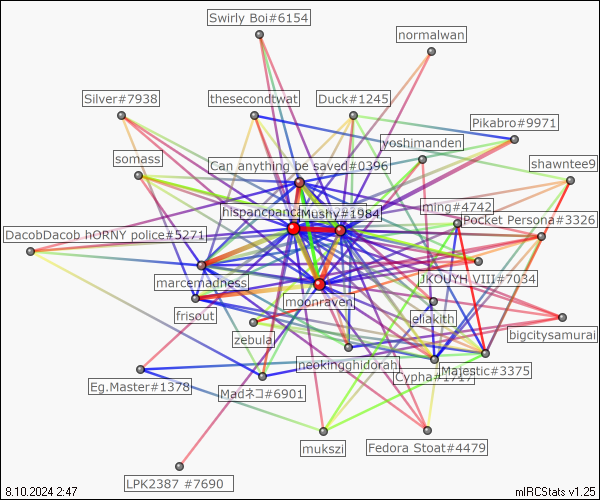 Swirly Boi#6154
normalwan
Silver#7938
thesecondtwat
Duck#1245
Pikabro#9971
yoshimanden
somass
Can anything be saved#0396
shawntee9
hispancpanc
Mushy#1984
ming#4742
Pocket Persona#3326
DacobDacob hORNY police#5271
marcemadness
JKOUYH VIII#7034
moonraven
frisout
eliakith
zebula
bigcitysamurai
neokingghidorah
Majestic#3375
Cypha#1717
Eg.Master#1378
Madネコ#6901
mukszi
Fedora Stoat#4479
LPK2387 #7690
8.10.2024 2:47
mIRCStats v1.25